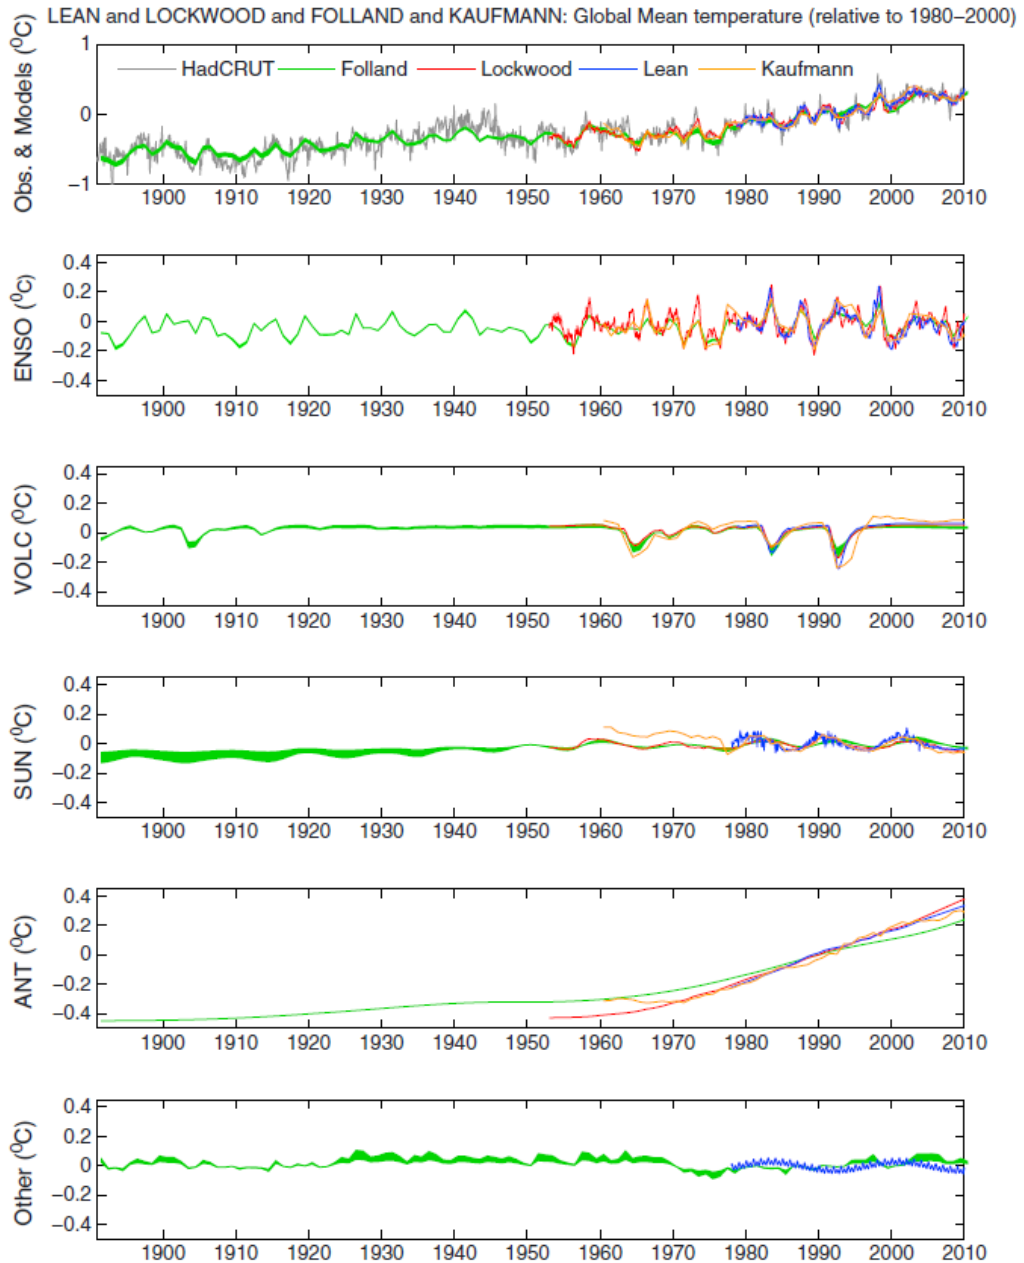 LEAN and LOCKWOOD and FOLLAND and KAUFMANN: Global Mean temperature (relative to 1980–2000)
Obs. & Models (⁰C)
1
0
−1
HadCRUT Folland Lockwood Lean Kaufmann
1900 1910 1920 1930 1940 1950 1960 1970 1980 1990 2000 2010
ENSO (⁰C)
0.4
0.2
0
−0.2
−0.4
1900 1910 1920 1930 1940 1950 1960 1970 1980 1990 2000 2010
VOLC (⁰C)
0.4
0.2
0
−0.2
−0.4
1900 1910 1920 1930 1940 1950 1960 1970 1980 1990 2000 2010
SUN (⁰C)
0.4
0.2
0
−0.2
−0.4
1900 1910 1920 1930 1940 1950 1960 1970 1980 1990 2000 2010
ANT (⁰C)
0.4
0.2
0
−0.2
−0.4
1900 1910 1920 1930 1940 1950 1960 1970 1980 1990 2000 2010
Other (⁰C)
0.4
0.2
0
−0.2
−0.4
1900 1910 1920 1930 1940 1950 1960 1970 1980 1990 2000 2010